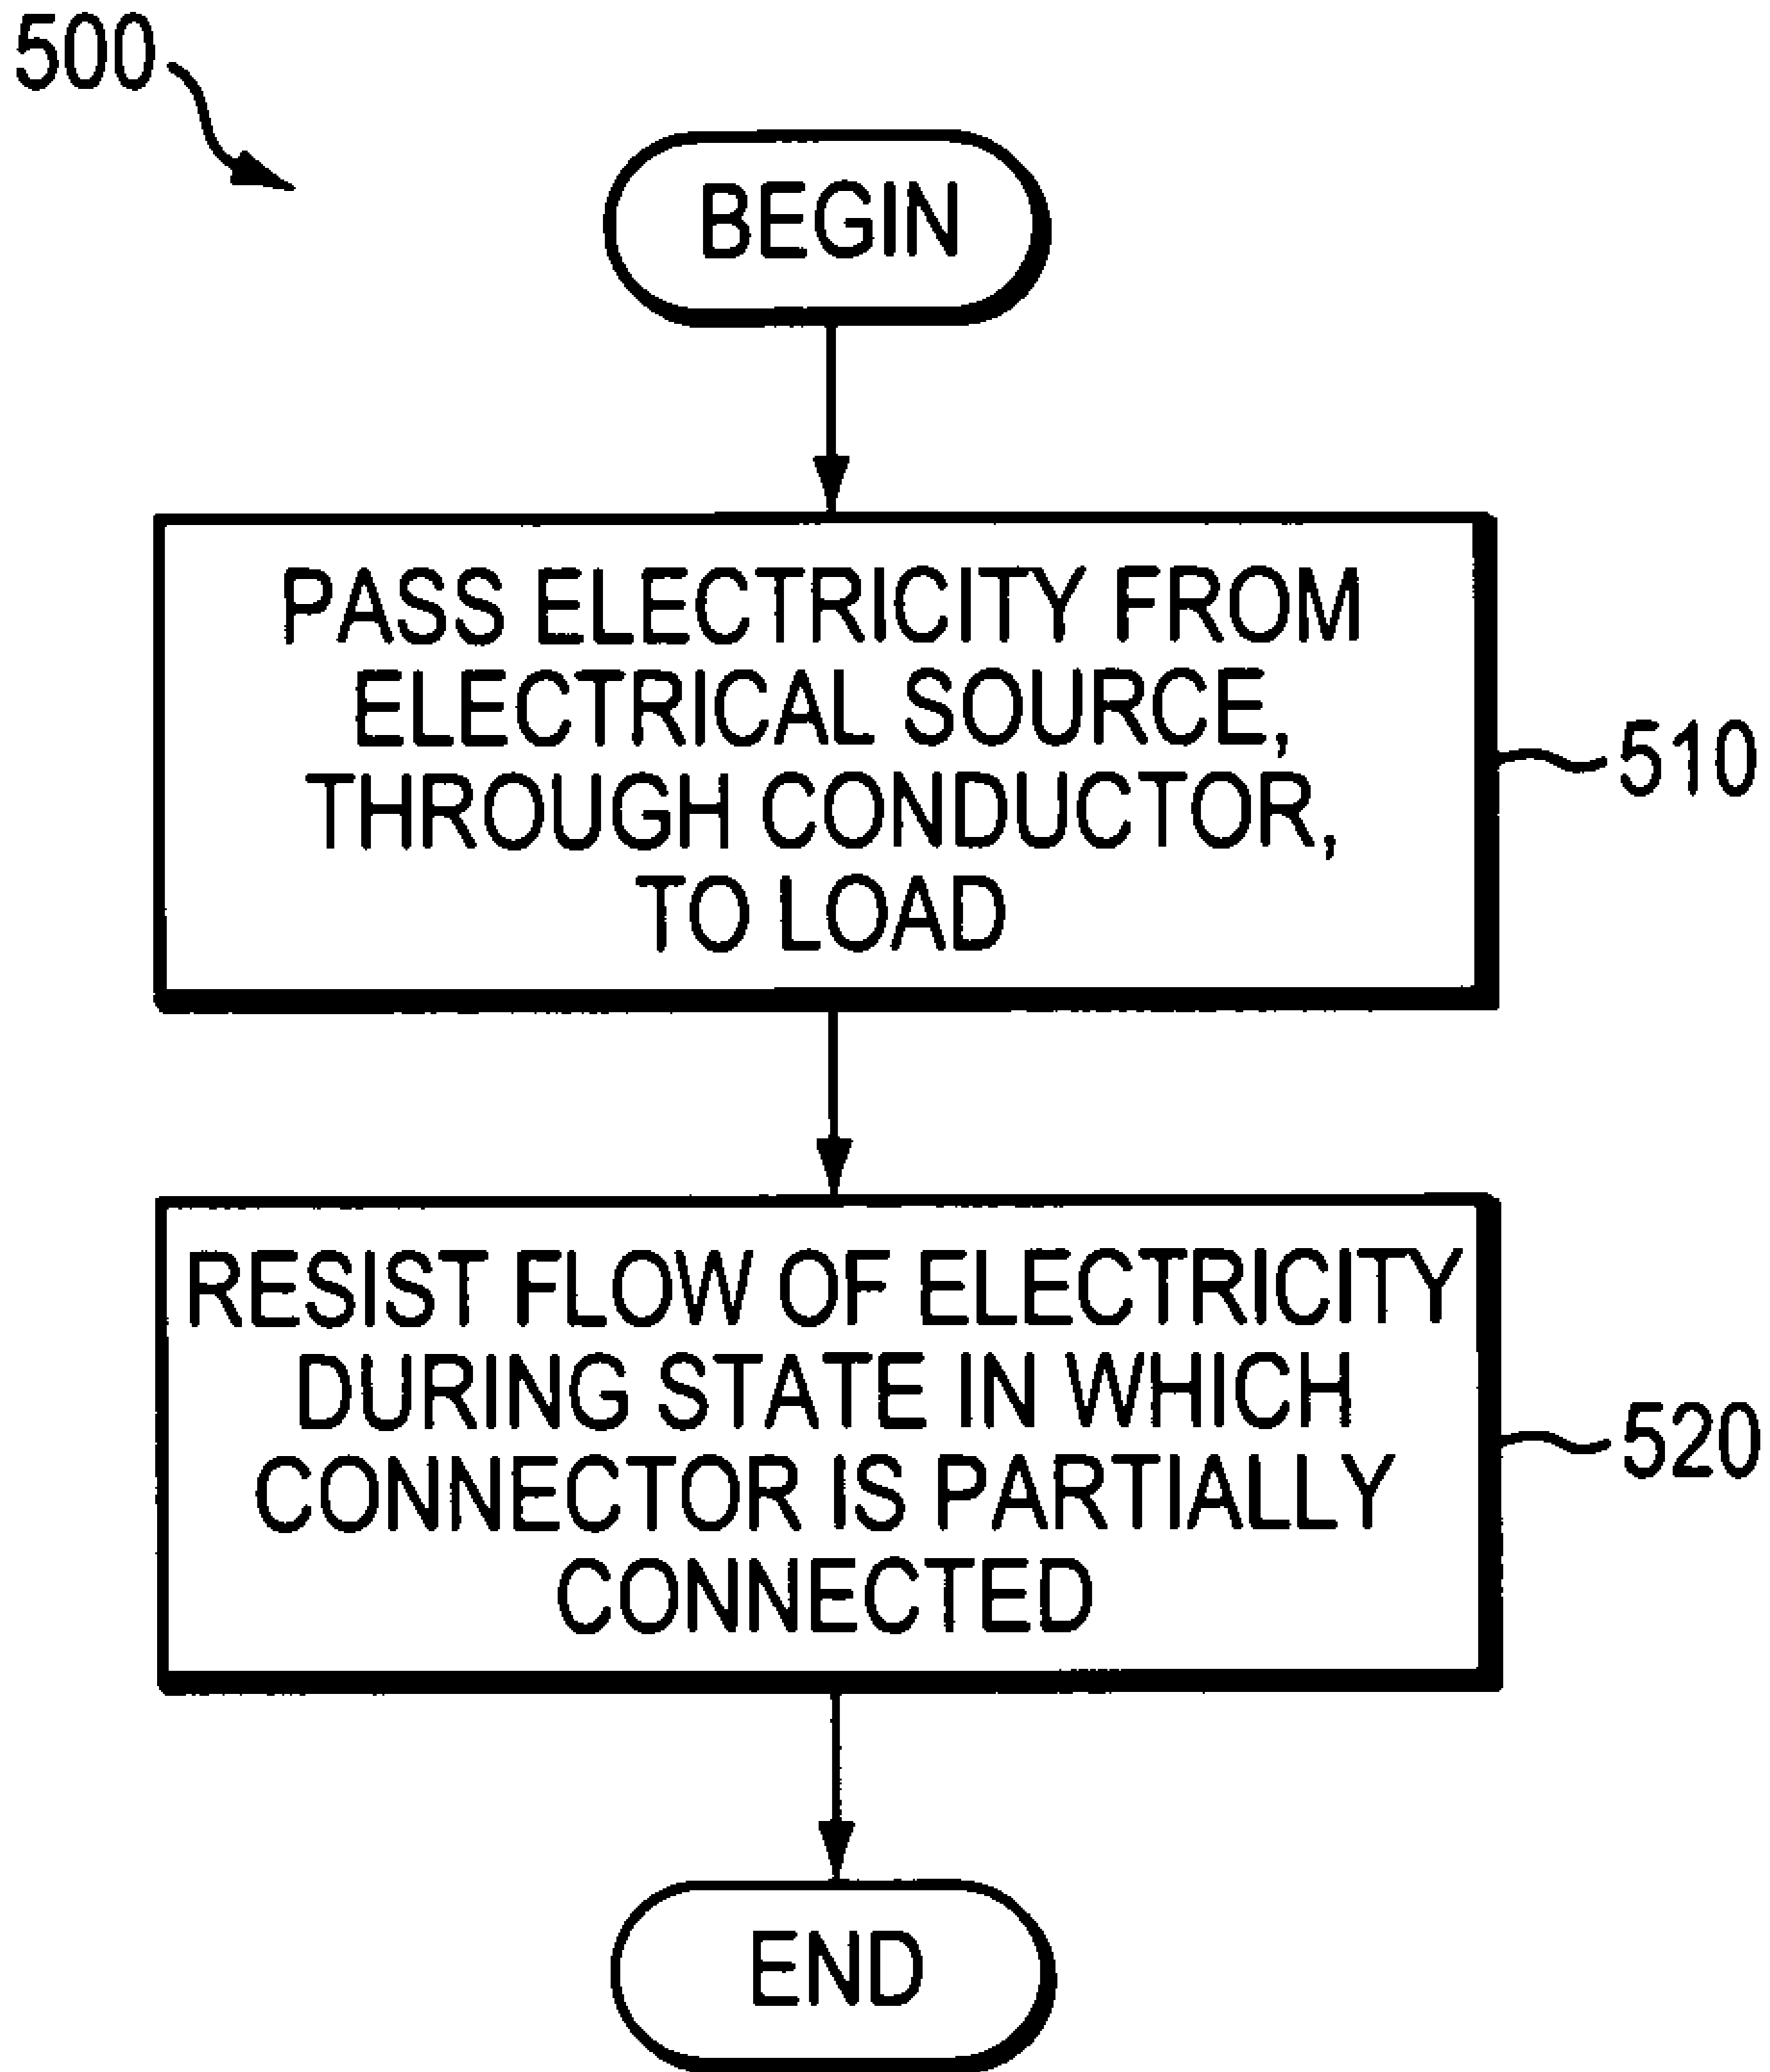 500
BEGIN
PASS ELECTRICITY FROM
ELECTRICAL SOURCE,
THROUGH CONDUCTOR,
TO LOAD
510
RESIST FLOW OF ELECTRICITY
DURING STATE IN WHICH
CONNECTOR IS PARTIALLY
CONNECTED
520
END